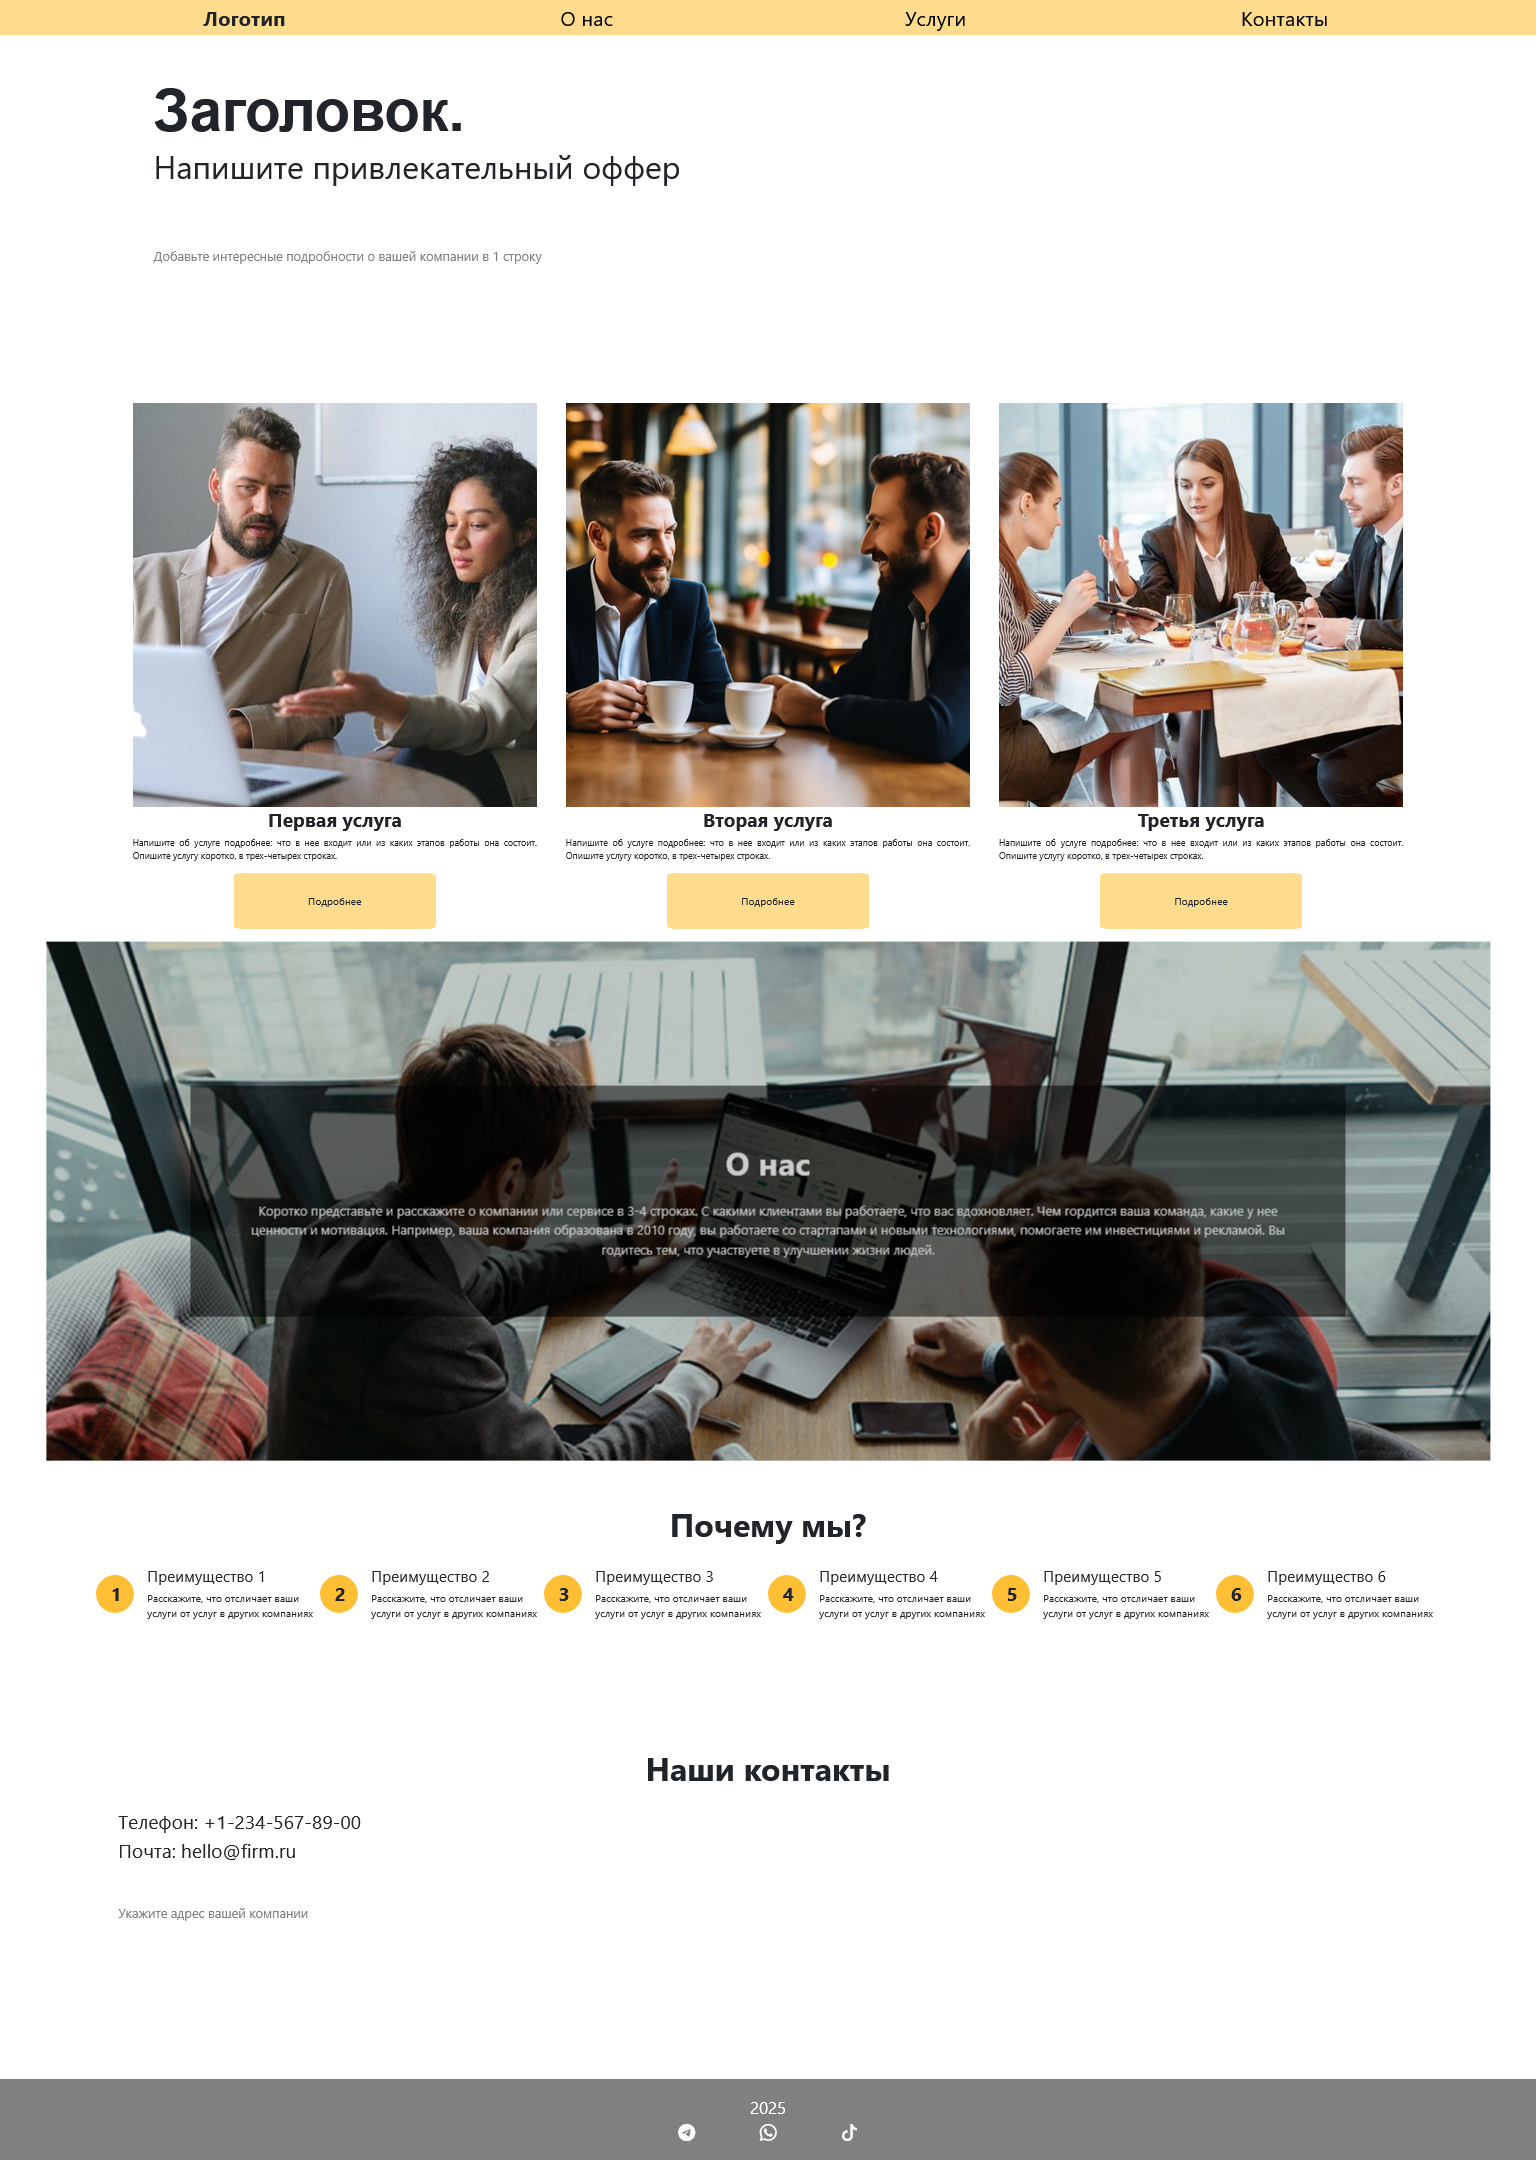 Логотип
О нас
Услуги
Контакты
Заголовок.
Напишите привлекательный оффер
Добавьте интересные подробности о вашей компании в 1 строку
Первая услуга
Напишите об услуге подробнее: что в нее входит или из каких этапов работы она состоит.
Опишите услугу коротко, в трех-четырех строках.
Подробнее
Вторая услуга
Напишите об услуге подробнее: что в нее входит или из каких этапов работы она состоит.
Опишите услугу коротко, в трех-четырех строках.
Подробнее
Третья услуга
Напишите об услуге подробнее: что в нее входит или из каких этапов работы она состоит.
Опишите услугу коротко, в трех-четырех строках.
Подробнее
О нас
Коротко представьте и расскажите о компании или сервисе в 3-4 строках. С какими клиентами вы работаете, что вас вдохновляет. Чем гордится ваша команда, какие у нее
ценности и мотивация. Например, ваша компания образована в 2010 году, вы работаете со стартапами и новыми технологиями, помогаете им инвестициями и рекламой. Вы
годитесь тем, что участвуете в улучшении жизни людей.
Почему мы?
1
Преимущество 1
Расскажите, что отсличает ваши
услуги от услуг в других компаниях
2
Преимущество 2
Расскажите, что отсличает ваши
услуги от услуг в других компаниях
3
Преимущество 3
Расскажите, что отсличает ваши
услуги от услуг в других компаниях
4
Преимущество 4
Расскажите, что отсличает ваши
услуги от услуг в других компаниях
5
Преимущество 5
Расскажите, что отсличает ваши
услуги от услуг в других компаниях
6
Преимущество 6
Расскажите, что отсличает ваши
услуги от услуг в других компаниях
Наши контакты
Телефон: +1-234-567-89-00
Почта: hello@firm.ru
Укажите адрес вашей компании
2025